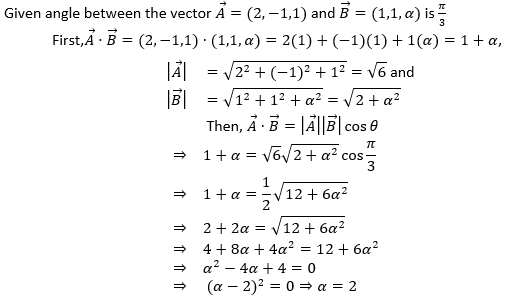 Given angle between the vector A⃗ = (2, −1,1) and B⃗ = (1,1, α) is π/3
First,A⃗ · B⃗ = (2, −1,1) · (1,1, α) = 2(1) + (−1)(1) + 1(α) = 1 + α,
|A⃗| = √(2² + (−1)² + 1²) = √6 and
|B⃗| = √(1² + 1² + α²) = √(2 + α²)
Then, A⃗ · B⃗ = |A⃗||B⃗| cos θ
⇒ 1 + α = √6√(2 + α²) cos π/3
⇒ 1 + α = 1/2 √(12 + 6α²)
⇒ 2 + 2α = √(12 + 6α²)
⇒ 4 + 8α + 4α² = 12 + 6α²
⇒ α² − 4α + 4 = 0
⇒ (α − 2)² = 0 ⇒ α = 2